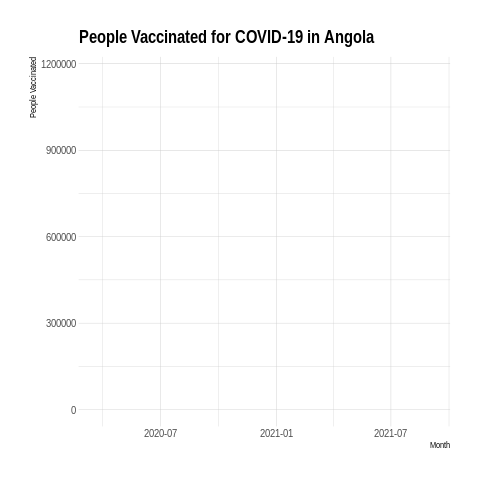 People Vaccinated for COVID-19 in Angola
People Vaccinated
1200000
900000
600000
300000
0
2020-07 2021-01 2021-07
Month